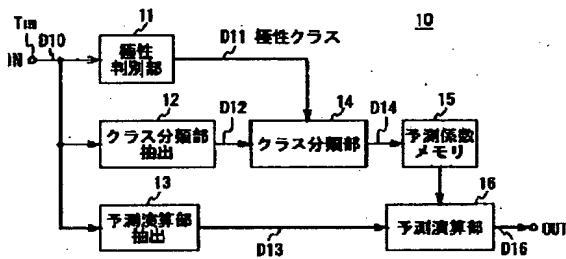 10
TIN
D10
IN
11
極性
判別部
D11 極性クラス
12
クラス分類部
抽出
D12
14
クラス分類部
D14
15
予測係数
メモリ
13
予測演算部
抽出
D13
16
予測演算部
D16
OUT